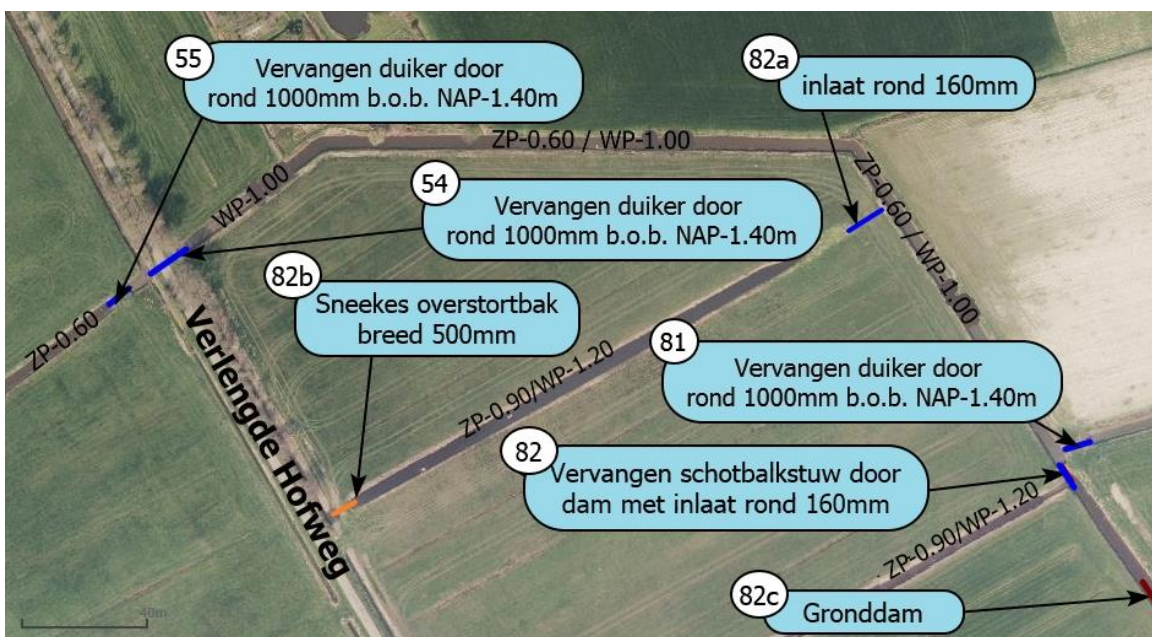 55
Vervangen duiker door
rond 1000mm b.o.b. NAP-1.40m
82a
inlaat rond 160mm
ZP-0.60 / WP-1.00
WP-1.00
54
Vervangen duiker door
rond 1000mm b.o.b. NAP-1.40m
ZP-0.60 / WP-1.00
82b
Sneekes overstortbak
breed 500mm
ZP-0.60
Verlengde Hofweg
ZP-0.90/WP-1.20
81
Vervangen duiker door
rond 1000mm b.o.b. NAP-1.40m
82
Vervangen schotbalkstuw door
dam met inlaat rond 160mm
ZP-0.90/WP-1.20
82c
Gronddam
40m